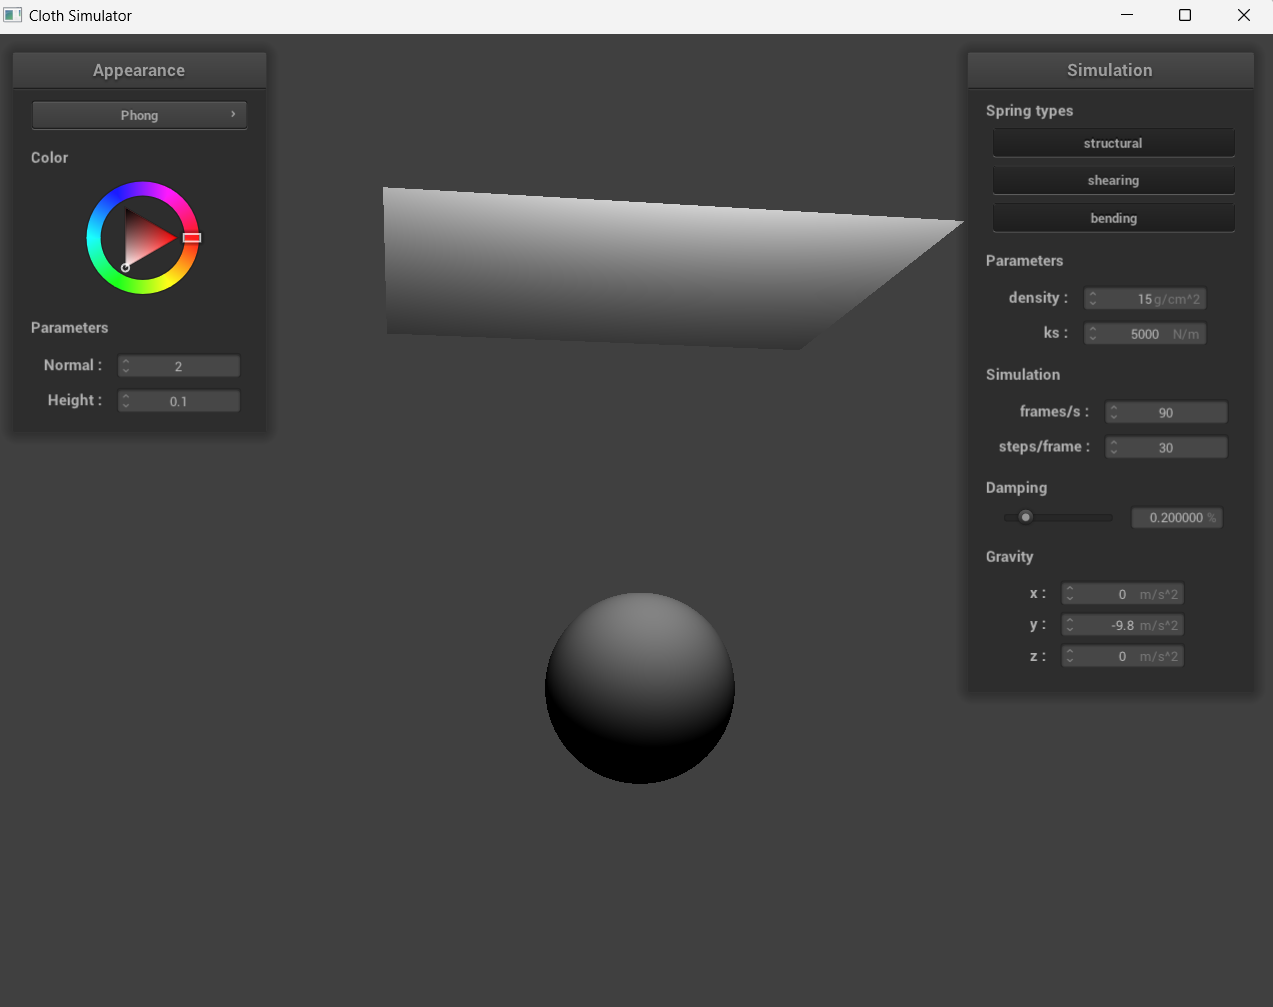 Cloth Simulator
Appearance
Phong
Color
Parameters
Normal : 2
Height : 0.1
Simulation
Spring types
structural
shearing
bending
Parameters
density : 15 g/cm^2
ks : 5000 N/m
Simulation
frames/s : 90
steps/frame : 30
Damping
0.200000 %
Gravity
x : 0 m/s^2
y : -9.8 m/s^2
z : 0 m/s^2